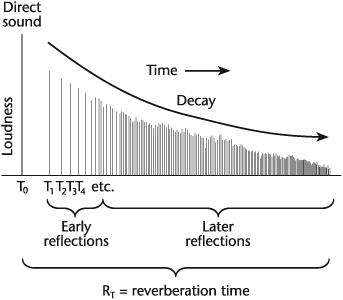 Direct
sound
Time
Decay
Loudness
T0 T1 T2 T3 T4 etc.
Early
reflections
Later
reflections
RT = reverberation time